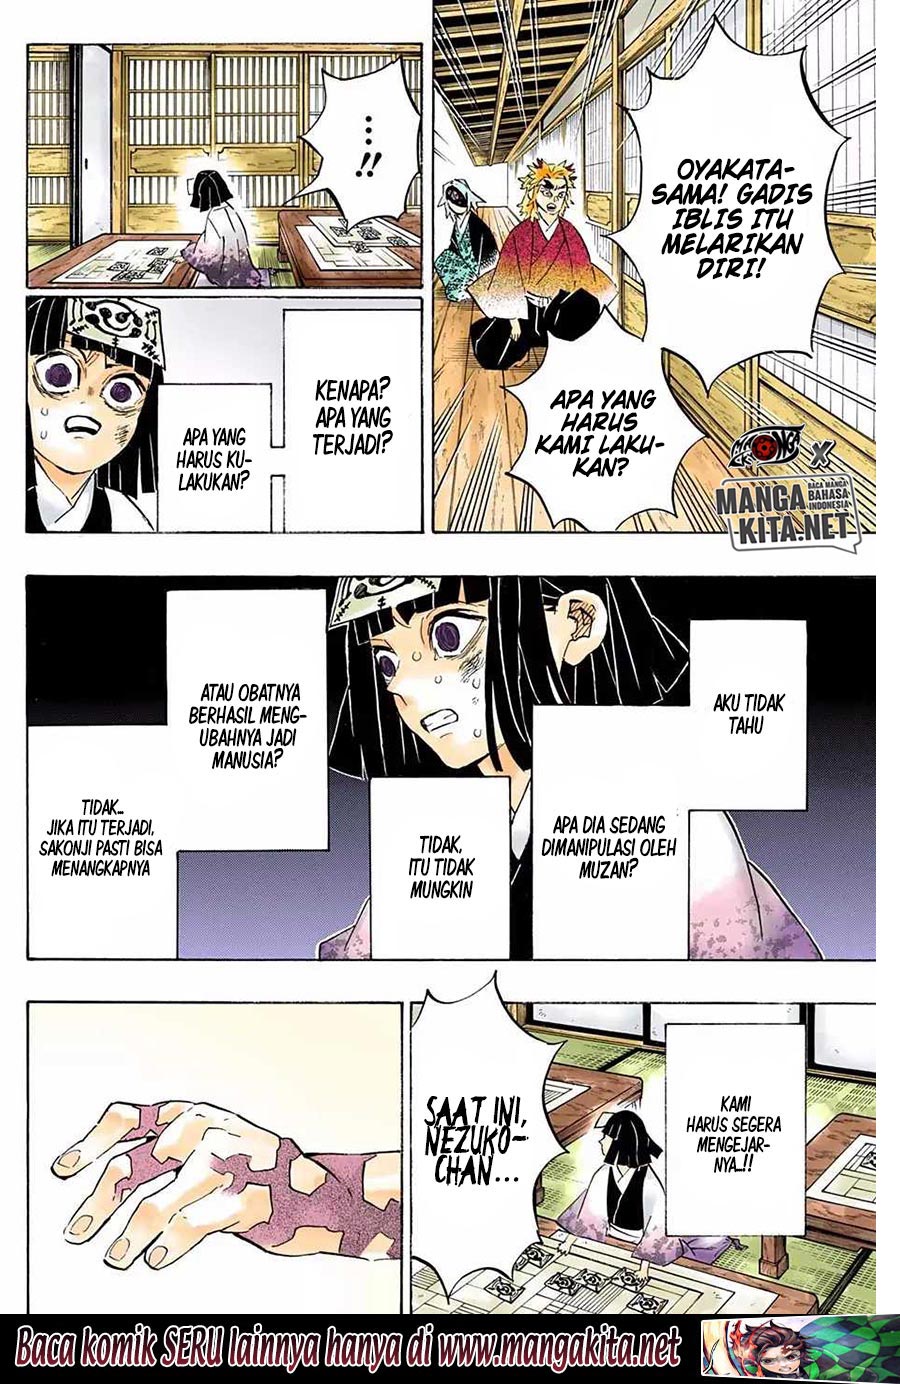 OYAKATA-
SAMA! GADIS
IBLIS ITU
MELARIKAN
DIRI!
APA YANG
HARUS
KAMI LAKU-
KAN?
...!!
KENAPA?
APA YANG
TERJADI?
APA YANG
HARUS KU-
LAKUKAN?
MANGA
KITA.NET
BACA MANGA
BAHASA
INDONESIA
X
AKU TIDAK
TAHU
APA DIA SEDANG
DIMANIPULASI OLEH
MUZAN?
TIDAK,
ITU TIDAK
MUNGKIN
ATAU OBATNYA
BERHASIL MENG-
UBAHNYA JADI
MANUSIA?
TIDAK...
JIKA ITU TERJADI,
SAKONJI PASTI BISA
MENANGKAPNYA
KAMI
HARUS SEGERA
MENGEJAR-
NYA..!!
SAAT INI,
NEZUKO-
CHAN...
Baca komik SERU lainnya hanya di www.mangakita.net